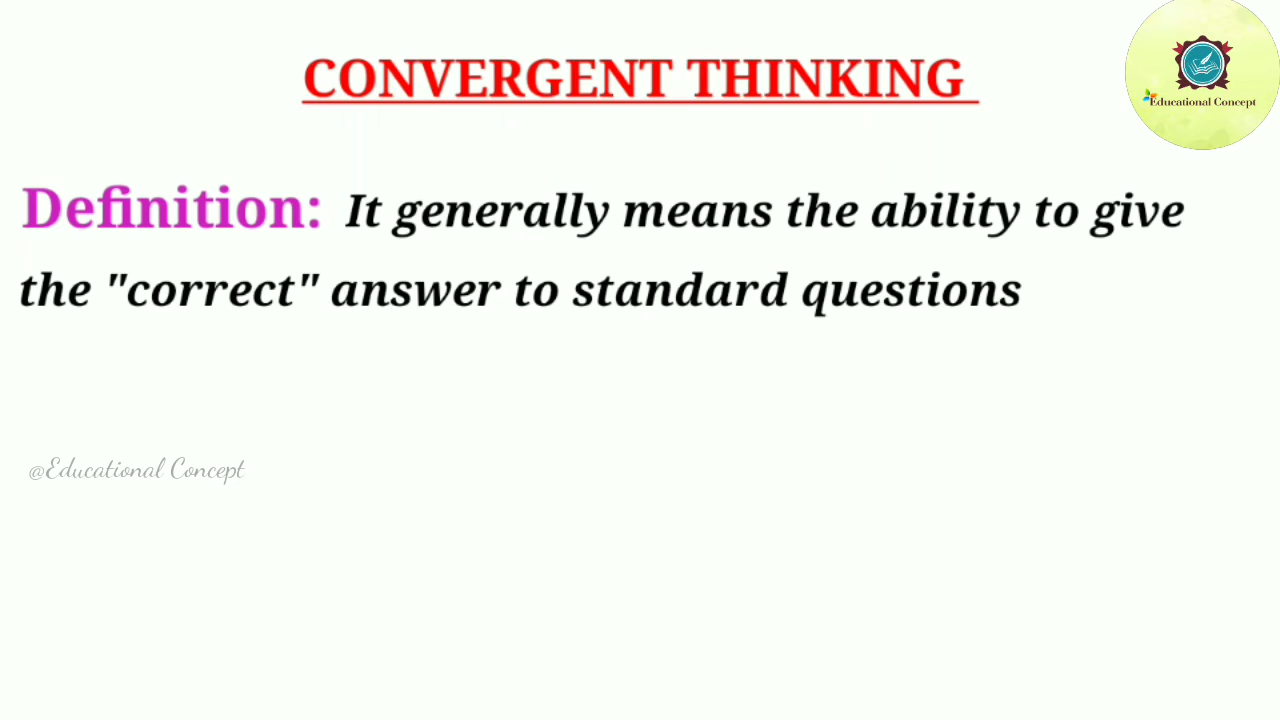 CONVERGENT THINKING
Educational Concept
Definition: It generally means the ability to give
the "correct" answer to standard questions
@Educational Concept